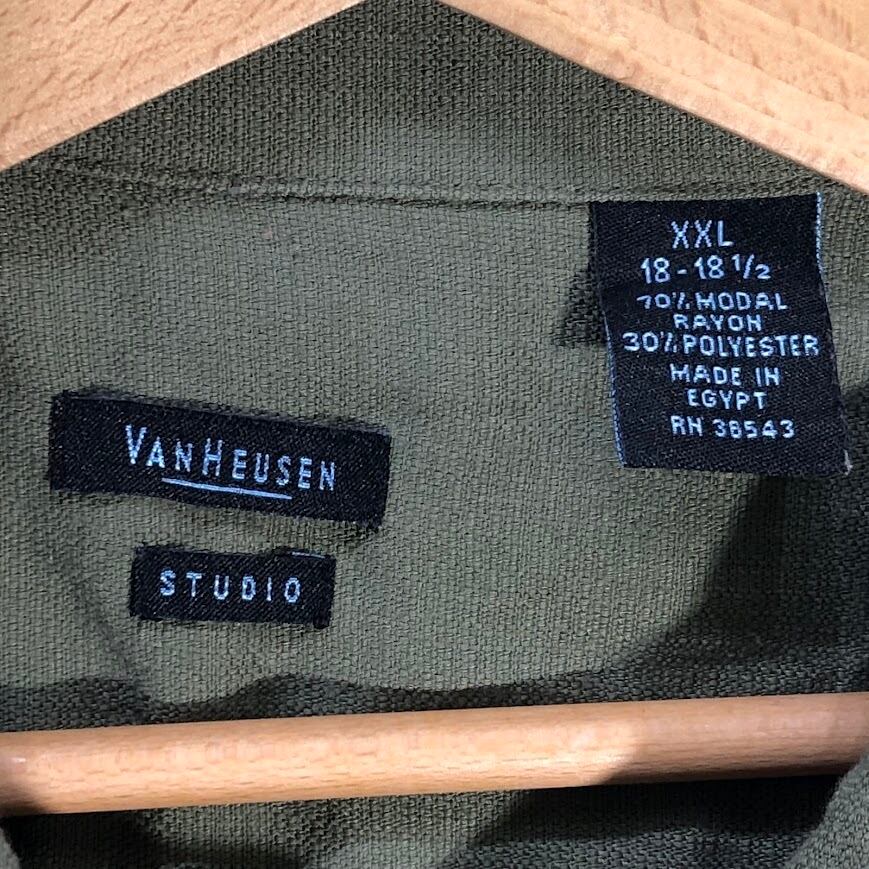 VANHEUSEN
STUDIO
XXL
18 - 18 1/2
70% MODAL
RAYON
30% POLYESTER
MADE IN
EGYPT
RN 38543